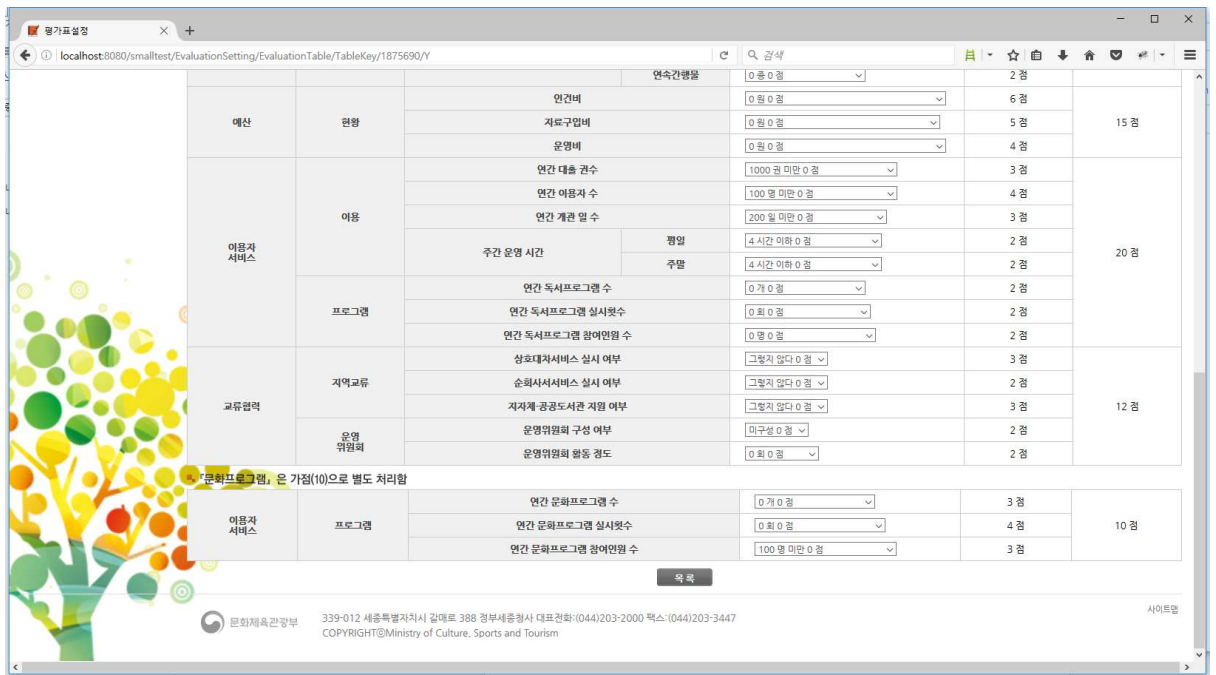 평가표설정
localhost:8080/smalltest/EvaluationSetting/EvaluationTable/TableKey/1875690/Y
검색
연속간행물 0 종 0 점 2 점
예산 현황 인건비 0 원 0 점 6 점 15 점
자료구입비 0 원 0 점 5 점
운영비 0 원 0 점 4 점
이용자 서비스 이용 연간 대출 권수 1000 권 미만 0 점 3 점 20 점
연간 이용자 수 100 명 미만 0 점 4 점
연간 개관 일 수 200 일 미만 0 점 3 점
주간 운영 시간 평일 4 시간 이하 0 점 2 점
주말 4 시간 이하 0 점 2 점
프로그램 연간 독서프로그램 수 0 개 0 점 2 점
연간 독서프로그램 실시횟수 0 회 0 점 2 점
연간 독서프로그램 참여인원 수 0 명 0 점 2 점
교류협력 지역교류 상호대차서비스 실시 여부 그렇지 않다 0 점 3 점 12 점
순회사서서비스 실시 여부 그렇지 않다 0 점 2 점
지자체·공공도서관 지원 여부 그렇지 않다 0 점 3 점
운영 위원회 운영위원회 구성 여부 미구성 0 점 2 점
운영위원회 활동 정도 0 회 0 점 2 점
『문화프로그램』은 가점(10)으로 별도 처리함
이용자 서비스 프로그램 연간 문화프로그램 수 0 개 0 점 3 점 10 점
연간 문화프로그램 실시횟수 0 회 0 점 4 점
연간 문화프로그램 참여인원 수 100 명 미만 0 점 3 점
목록
사이트맵
문화체육관광부
339-012 세종특별자치시 갈매로 388 정부세종청사 대표전화:(044)203-2000 팩스:(044)203-3447
COPYRIGHTⓒMinistry of Culture, Sports and Tourism